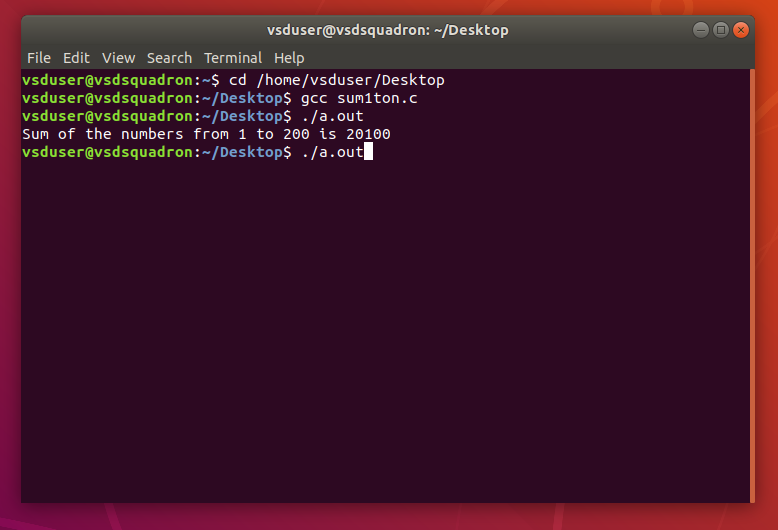 vsduser@vsdsquadron: ~/Desktop
File Edit View Search Terminal Help
vsduser@vsdsquadron:~$ cd /home/vsduser/Desktop
vsduser@vsdsquadron:~/Desktop$ gcc sum1ton.c
vsduser@vsdsquadron:~/Desktop$ ./a.out
Sum of the numbers from 1 to 200 is 20100
vsduser@vsdsquadron:~/Desktop$ ./a.out